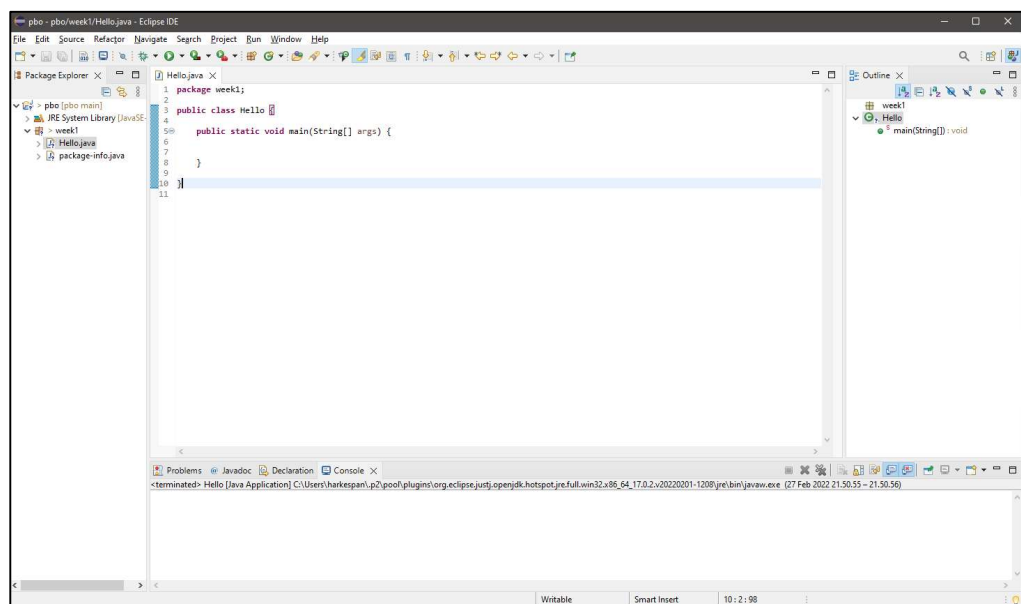 pbo - pbo/week1/Hello.java - Eclipse IDE
File Edit Source Refactor Navigate Search Project Run Window Help
Package Explorer
> pbo [pbo main]
JRE System Library [JavaSE-
> week1
Hello.java
package-info.java
Hello.java
1 package week1;
2
3 public class Hello {
4
5 public static void main(String[] args) {
6
7
8 }
9
10 }
11
Outline
week1
Hello
main(String[]) : void
Problems Javadoc Declaration Console
<terminated> Hello [Java Application] C:\Users\harkespan\.p2\pool\plugins\org.eclipse.justj.openjdk.hotspot.jre.full.win32.x86_64_17.0.2.v20220201-1208\jre\bin\javaw.exe (27 Feb 2022 21.50.55 – 21.50.56)
Writable Smart Insert 10 : 2 : 98